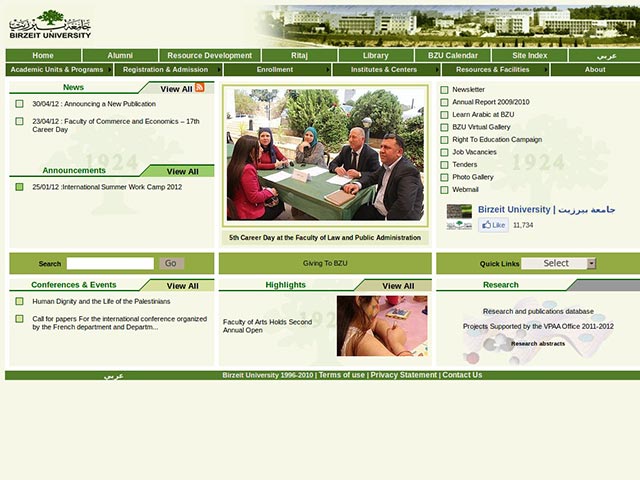 جامعة بيرزيت
BIRZEIT UNIVERSITY
Home
Alumni
Resource Development
Ritaj
Library
BZU Calendar
Site Index
عربي
Academic Units & Programs
Registration & Admission
Enrollment
Institutes & Centers
Resources & Facilities
About
News
View All
30/04/12 : Announcing a New Publication
23/04/12 : Faculty of Commerce and Economics – 17th
Career Day
1924
Announcements
View All
25/01/12 :International Summer Work Camp 2012
5th Career Day at the Faculty of Law and Public Administration
Newsletter
Annual Report 2009/2010
Learn Arabic at BZU
BZU Virtual Gallery
Right To Education Campaign
Job Vacancies
Tenders
Photo Gallery
Webmail
1924
Birzeit University | جامعة بيرزيت
Like
11,734
Search
Go
Giving To BZU
Quick Links
Select
Conferences & Events
View All
Human Dignity and the Life of the Palestinians
Call for papers For the international conference organized
by the French department and Departm...
Highlights
View All
Faculty of Arts Holds Second
Annual Open
Research
Research and publications database
Projects Supported by the VPAA Office 2011-2012
Research abstracts
عربي
Birzeit University 1996-2010 | Terms of use | Privacy Statement | Contact Us